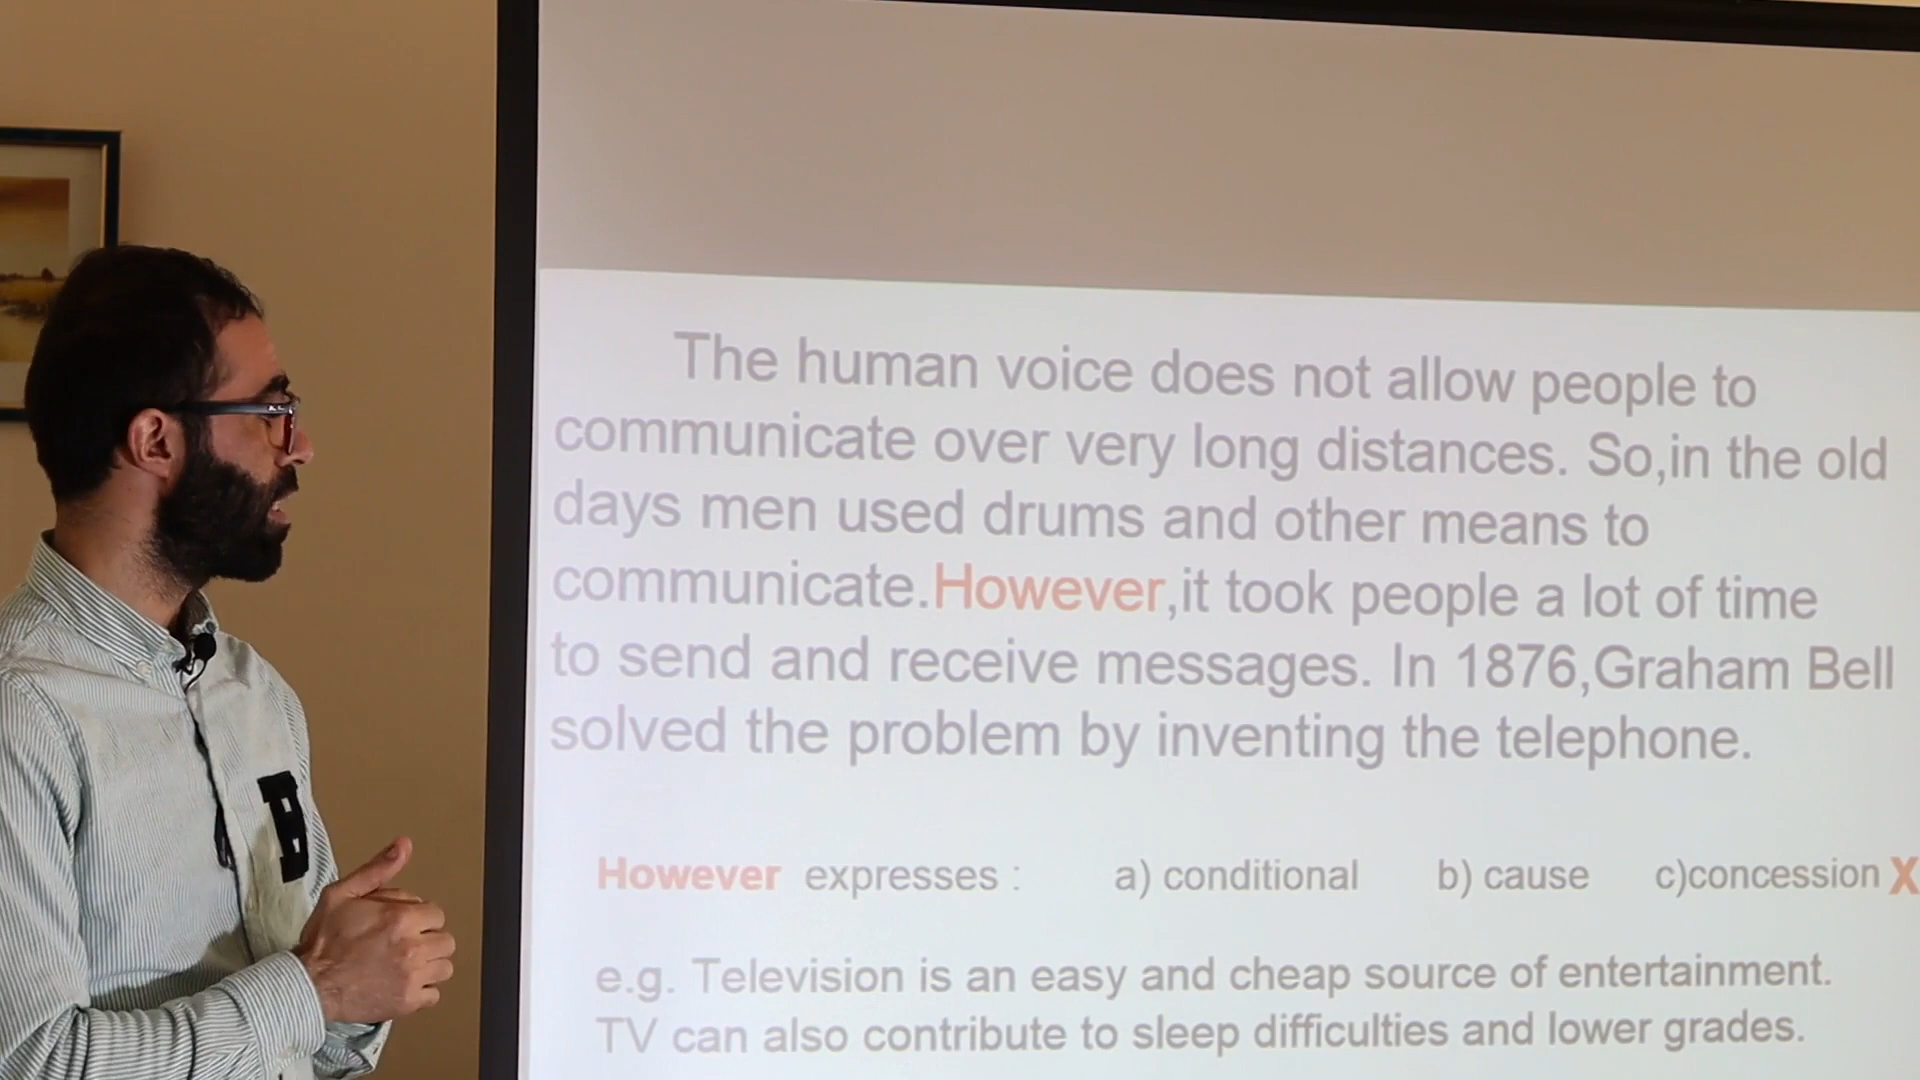 The human voice does not allow people to
communicate over very long distances. So,in the old
days men used drums and other means to
communicate.However,it took people a lot of time
to send and receive messages. In 1876,Graham Bell
solved the problem by inventing the telephone.
However expresses : a) conditional b) cause c)concession X
e.g. Television is an easy and cheap source of entertainment.
TV can also contribute to sleep difficulties and lower grades.